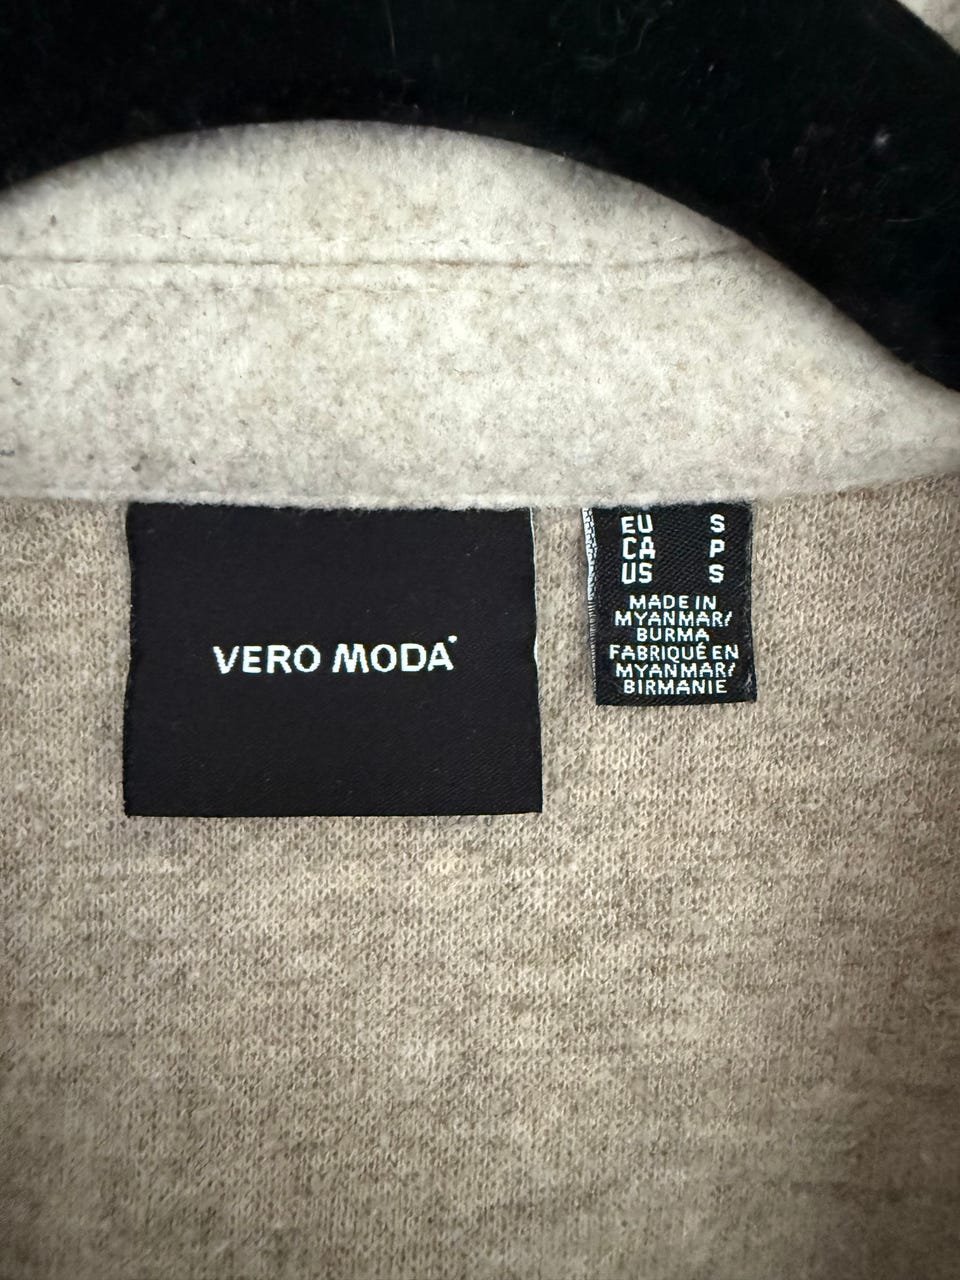 VERO MODA
EU S
CA P
US S
MADE IN
MYANMAR/
BURMA
FABRIQUÉ EN
MYANMAR/
BIRMANIE